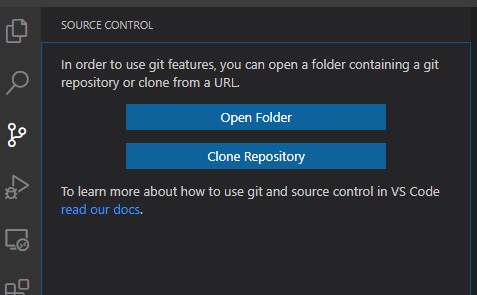 SOURCE CONTROL
In order to use git features, you can open a folder containing a git
repository or clone from a URL.
Open Folder
Clone Repository
To learn more about how to use git and source control in VS Code
read our docs.